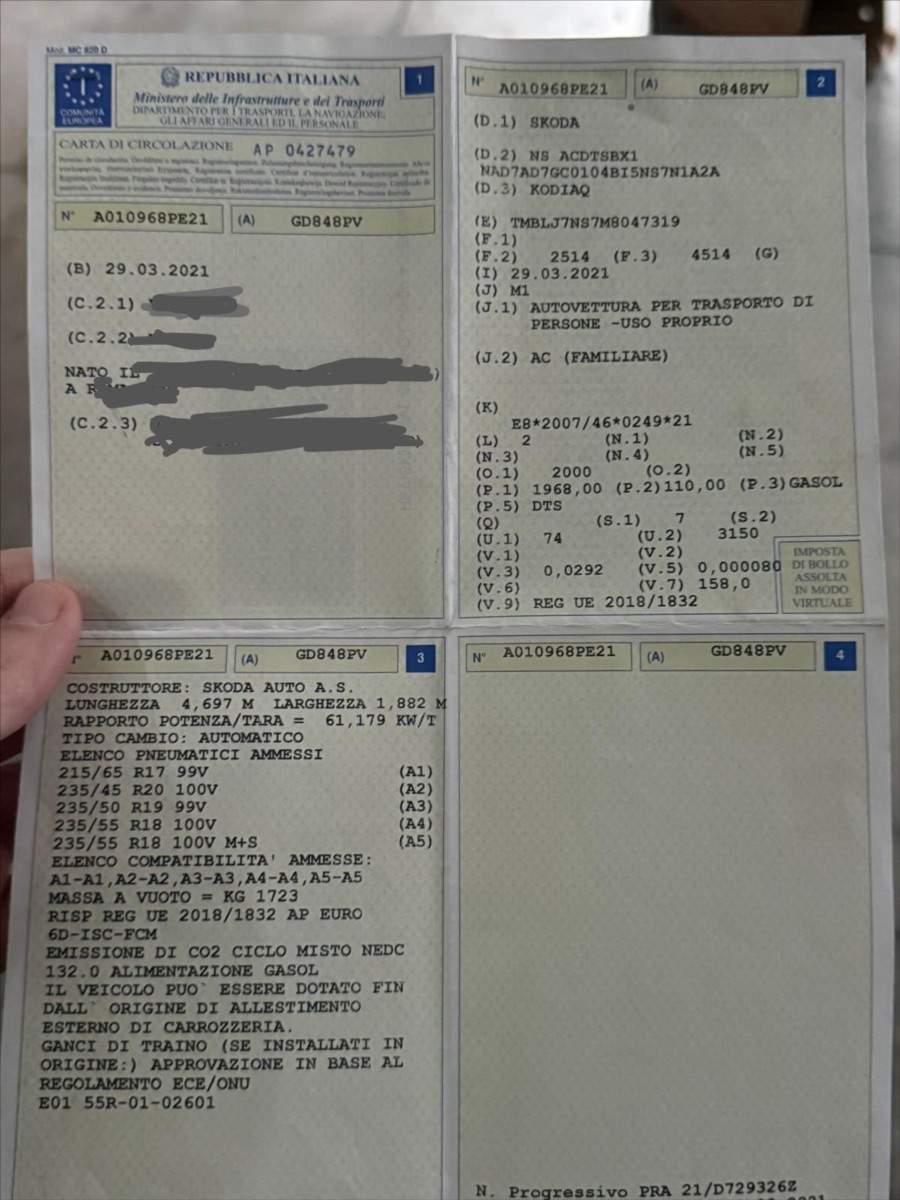 Mod. MC 820 D
COMUNITÀ
EUROPEA
REPUBBLICA ITALIANA
1
Ministero delle Infrastrutture e dei Trasporti
DIPARTIMENTO PER I TRASPORTI, LA NAVIGAZIONE,
GLI AFFARI GENERALI ED IL PERSONALE
CARTA DI CIRCOLAZIONE AP 0427479
N° A010968PE21 (A) GD848PV
(B) 29.03.2021
(C.2.1)
(C.2.2)
NATO IL )
A
(C.2.3)
N° A010968PE21 (A) GD848PV 2
(D.1) SKODA
(D.2) NS ACDTSBX1
NAD7AD7GC0104BI5NS7N1A2A
(D.3) KODIAQ
(E) TMBLJ7NS7M8047319
(F.1)
(F.2) 2514 (F.3) 4514 (G)
(I) 29.03.2021
(J) M1
(J.1) AUTOVETTURA PER TRASPORTO DI
PERSONE -USO PROPRIO
(J.2) AC (FAMILIARE)
(K)
E8*2007/46*0249*21
(L) 2 (N.1) (N.2)
(N.3) (N.4) (N.5)
(O.1) 2000 (O.2)
(P.1) 1968,00 (P.2) 110,00 (P.3) GASOL
(P.5) DTS
(Q) (S.1) 7 (S.2)
(U.1) 74 (U.2) 3150
(V.1) (V.2)
(V.3) 0,0292 (V.5) 0,000080
(V.6) (V.7) 158,0
(V.9) REG UE 2018/1832
IMPOSTA
DI BOLLO
ASSOLTA
IN MODO
VIRTUALE
A010968PE21 (A) GD848PV 3
COSTRUTTORE: SKODA AUTO A.S.
LUNGHEZZA 4,697 M LARGHEZZA 1,882 M
RAPPORTO POTENZA/TARA = 61,179 KW/T
TIPO CAMBIO: AUTOMATICO
ELENCO PNEUMATICI AMMESSI
215/65 R17 99V (A1)
235/45 R20 100V (A2)
235/50 R19 99V (A3)
235/55 R18 100V (A4)
235/55 R18 100V M+S (A5)
ELENCO COMPATIBILITA' AMMESSE:
A1-A1,A2-A2,A3-A3,A4-A4,A5-A5
MASSA A VUOTO = KG 1723
RISP REG UE 2018/1832 AP EURO
6D-ISC-FCM
EMISSIONE DI CO2 CICLO MISTO NEDC
132.0 ALIMENTAZIONE GASOL
IL VEICOLO PUO` ESSERE DOTATO FIN
DALL` ORIGINE DI ALLESTIMENTO
ESTERNO DI CARROZZERIA.
GANCI DI TRAINO (SE INSTALLATI IN
ORIGINE:) APPROVAZIONE IN BASE AL
REGOLAMENTO ECE/ONU
E01 55R-01-02601
N° A010968PE21 (A) GD848PV 4
N. Progressivo PRA 21/D729326Z